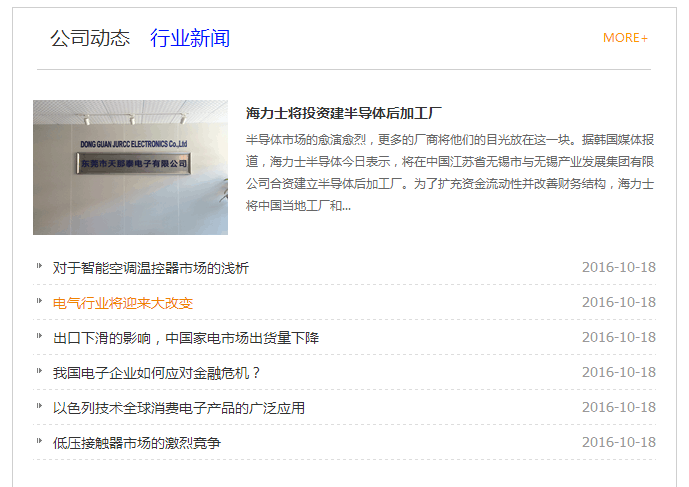 公司动态 行业新闻 MORE+
DONG GUAN JURCC ELECTRONICS Co.,Ltd
东莞市天那泰电子有限公司
海力士将投资建半导体后加工厂
半导体市场的愈演愈烈，更多的厂商将他们的目光放在这一块。据韩国媒体报
道，海力士半导体今日表示，将在中国江苏省无锡市与无锡产业发展集团有限
公司合资建立半导体后加工厂。为了扩充资金流动性并改善财务结构，海力士
将中国当地工厂和...
对于智能空调温控器市场的浅析 2016-10-18
电气行业将迎来大改变 2016-10-18
出口下滑的影响，中国家电市场出货量下降 2016-10-18
我国电子企业如何应对金融危机？ 2016-10-18
以色列技术全球消费电子产品的广泛应用 2016-10-18
低压接触器市场的激烈竞争 2016-10-18